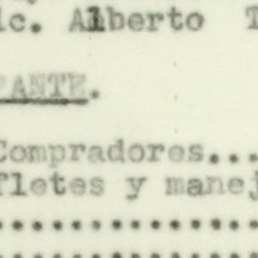 ic. Alberto T
ANTE.
Compradores...
fletes y manej
................
................